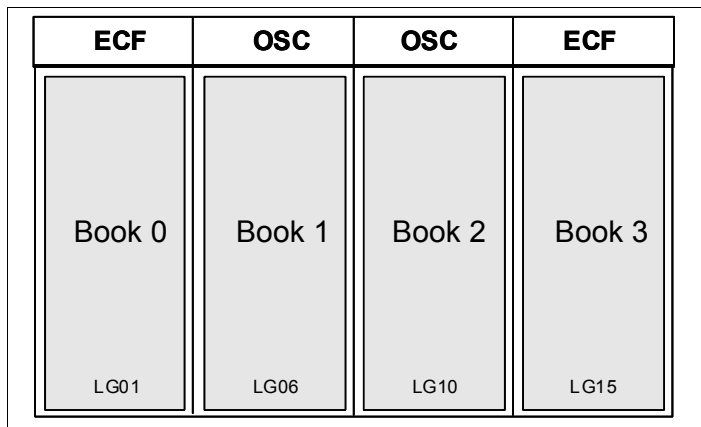 ECF OSC OSC ECF
Book 0 Book 1 Book 2 Book 3
LG01 LG06 LG10 LG15